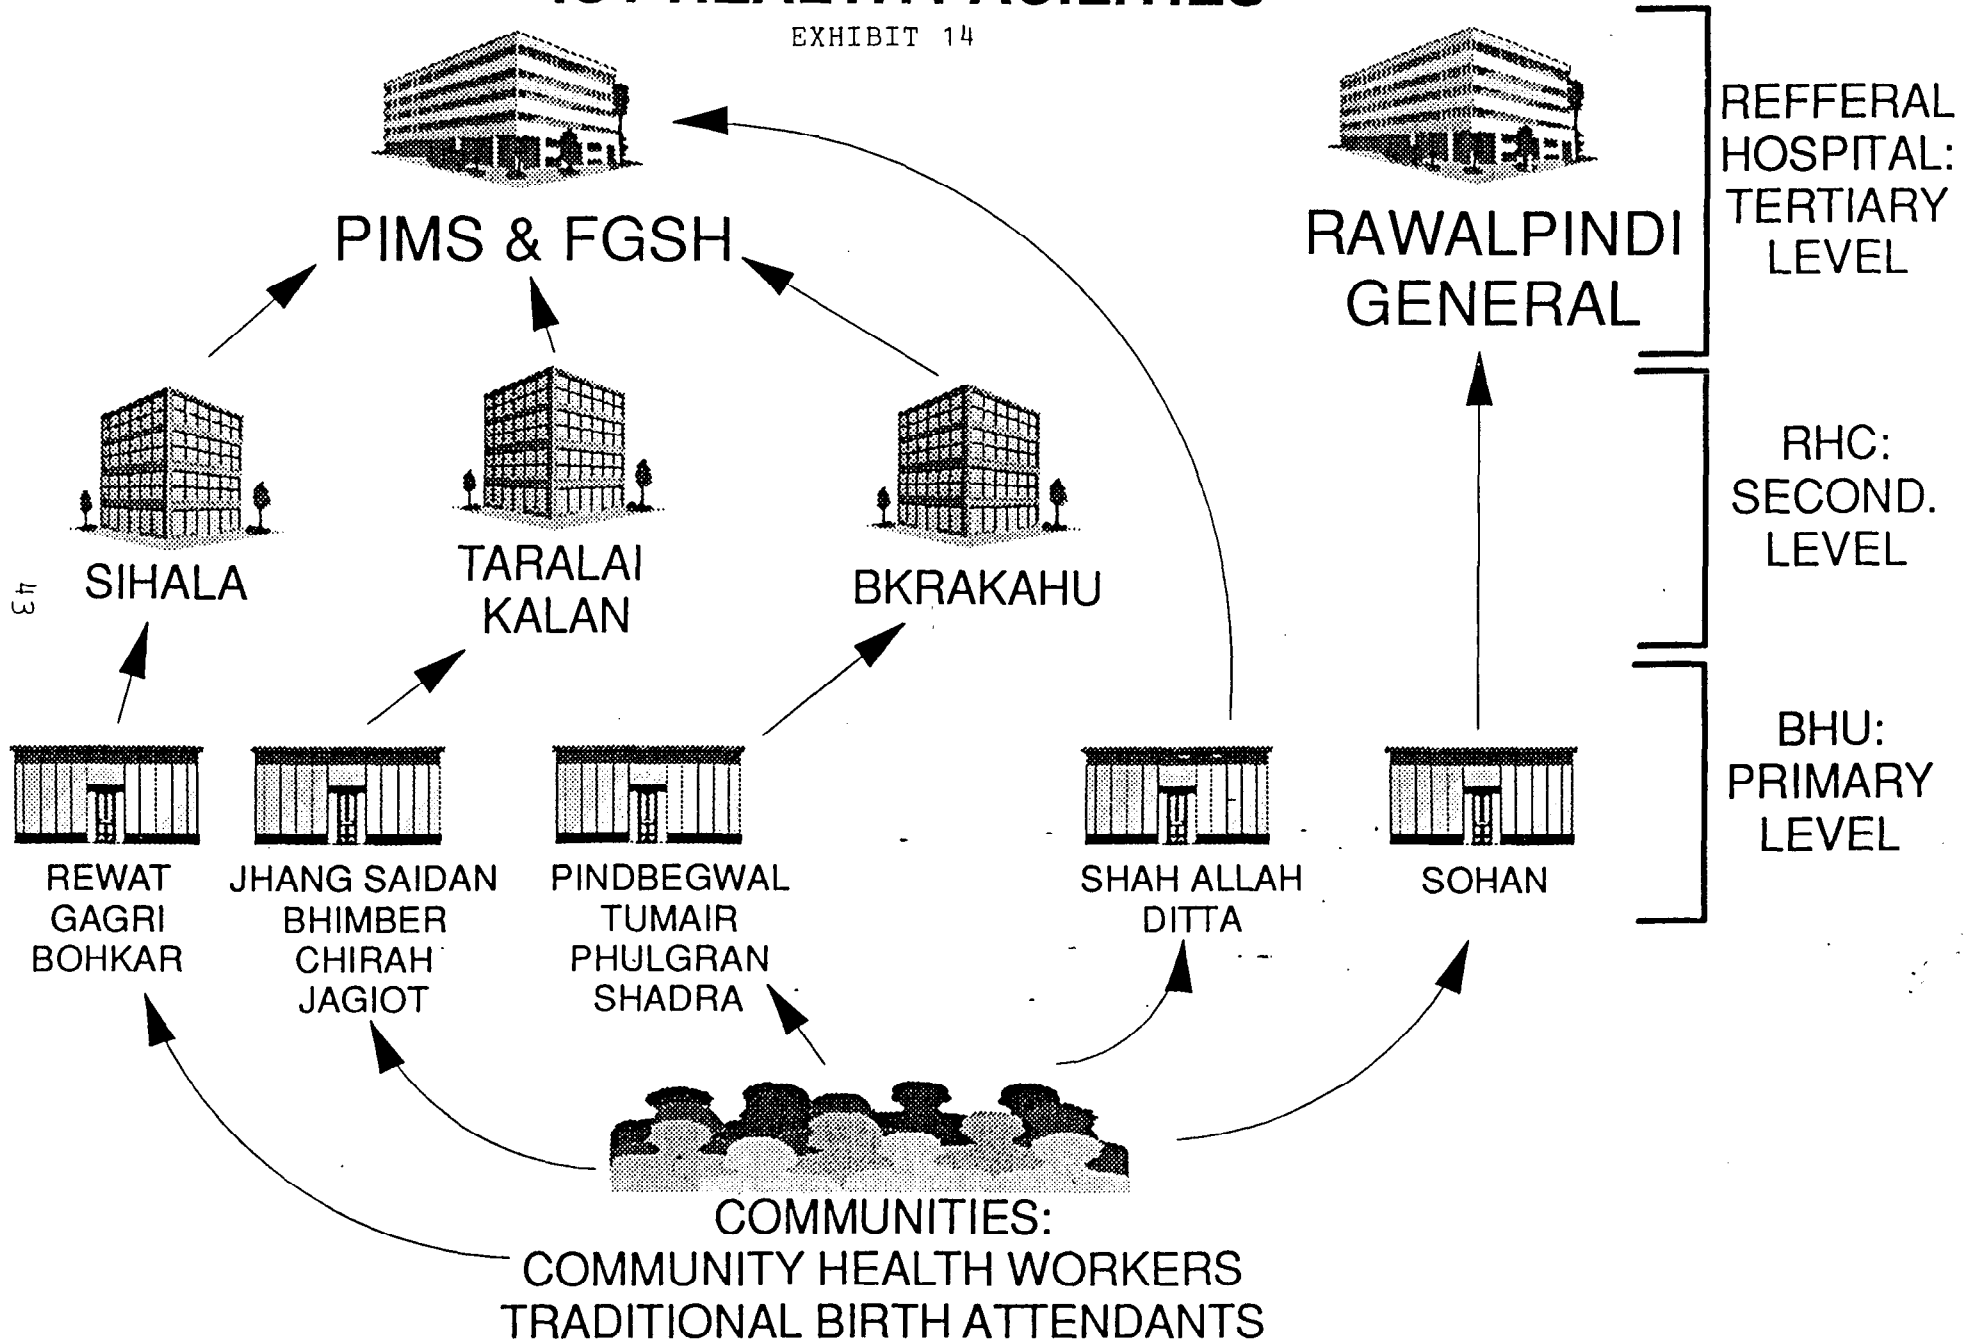 EXHIBIT 14
PIMS & FGSH
RAWALPINDI
GENERAL
REFFERAL
HOSPITAL:
TERTIARY
LEVEL
SIHALA
TARALAI
KALAN
BKRAKAHU
RHC:
SECOND.
LEVEL
43
REWAT
GAGRI
BOHKAR
JHANG SAIDAN
BHIMBER
CHIRAH
JAGIOT
PINDBEGWAL
TUMAIR
PHULGRAN
SHADRA
SHAH ALLAH
DITTA
SOHAN
BHU:
PRIMARY
LEVEL
COMMUNITIES:
COMMUNITY HEALTH WORKERS
TRADITIONAL BIRTH ATTENDANTS